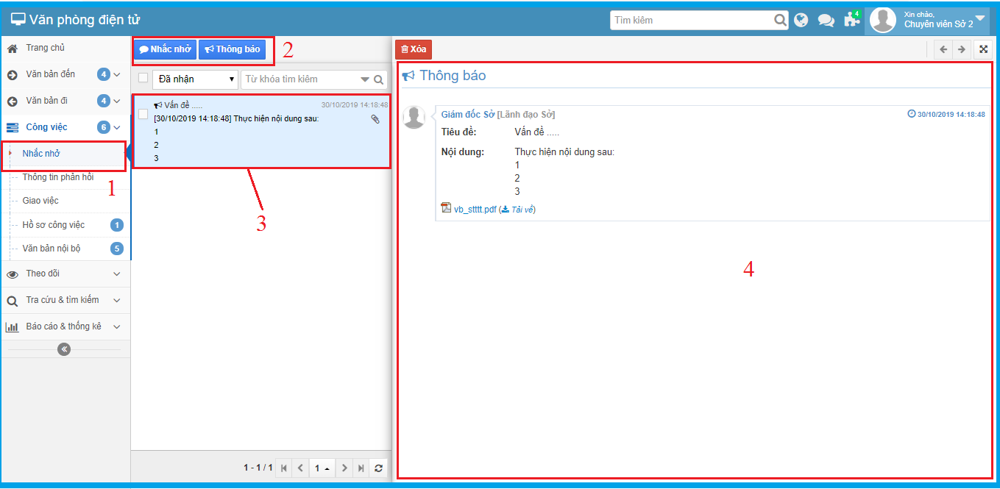 Văn phòng điện tử
Tìm kiếm
4
Xin chào,
Chuyên viên Sở 2
Trang chủ
Văn bản đến 4
Văn bản đi 4
Công việc 6
Nhắc nhở
1
Thông tin phản hồi
Giao việc
Hồ sơ công việc 1
Văn bản nội bộ 5
Theo dõi
Tra cứu & tìm kiếm
Báo cáo & thống kê
Nhắc nhở Thông báo 2
Đã nhận Từ khóa tìm kiếm
Vấn đề ..... 30/10/2019 14:18:48
[30/10/2019 14:18:48] Thực hiện nội dung sau:
1
2
3
3
1 - 1 / 1 1
Xóa
Thông báo
Giám đốc Sở [Lãnh đạo Sở] 30/10/2019 14:18:48
Tiêu đề: Vấn đề .....
Nội dung: Thực hiện nội dung sau:
1
2
3
vb_stttt.pdf (Tải về)
4